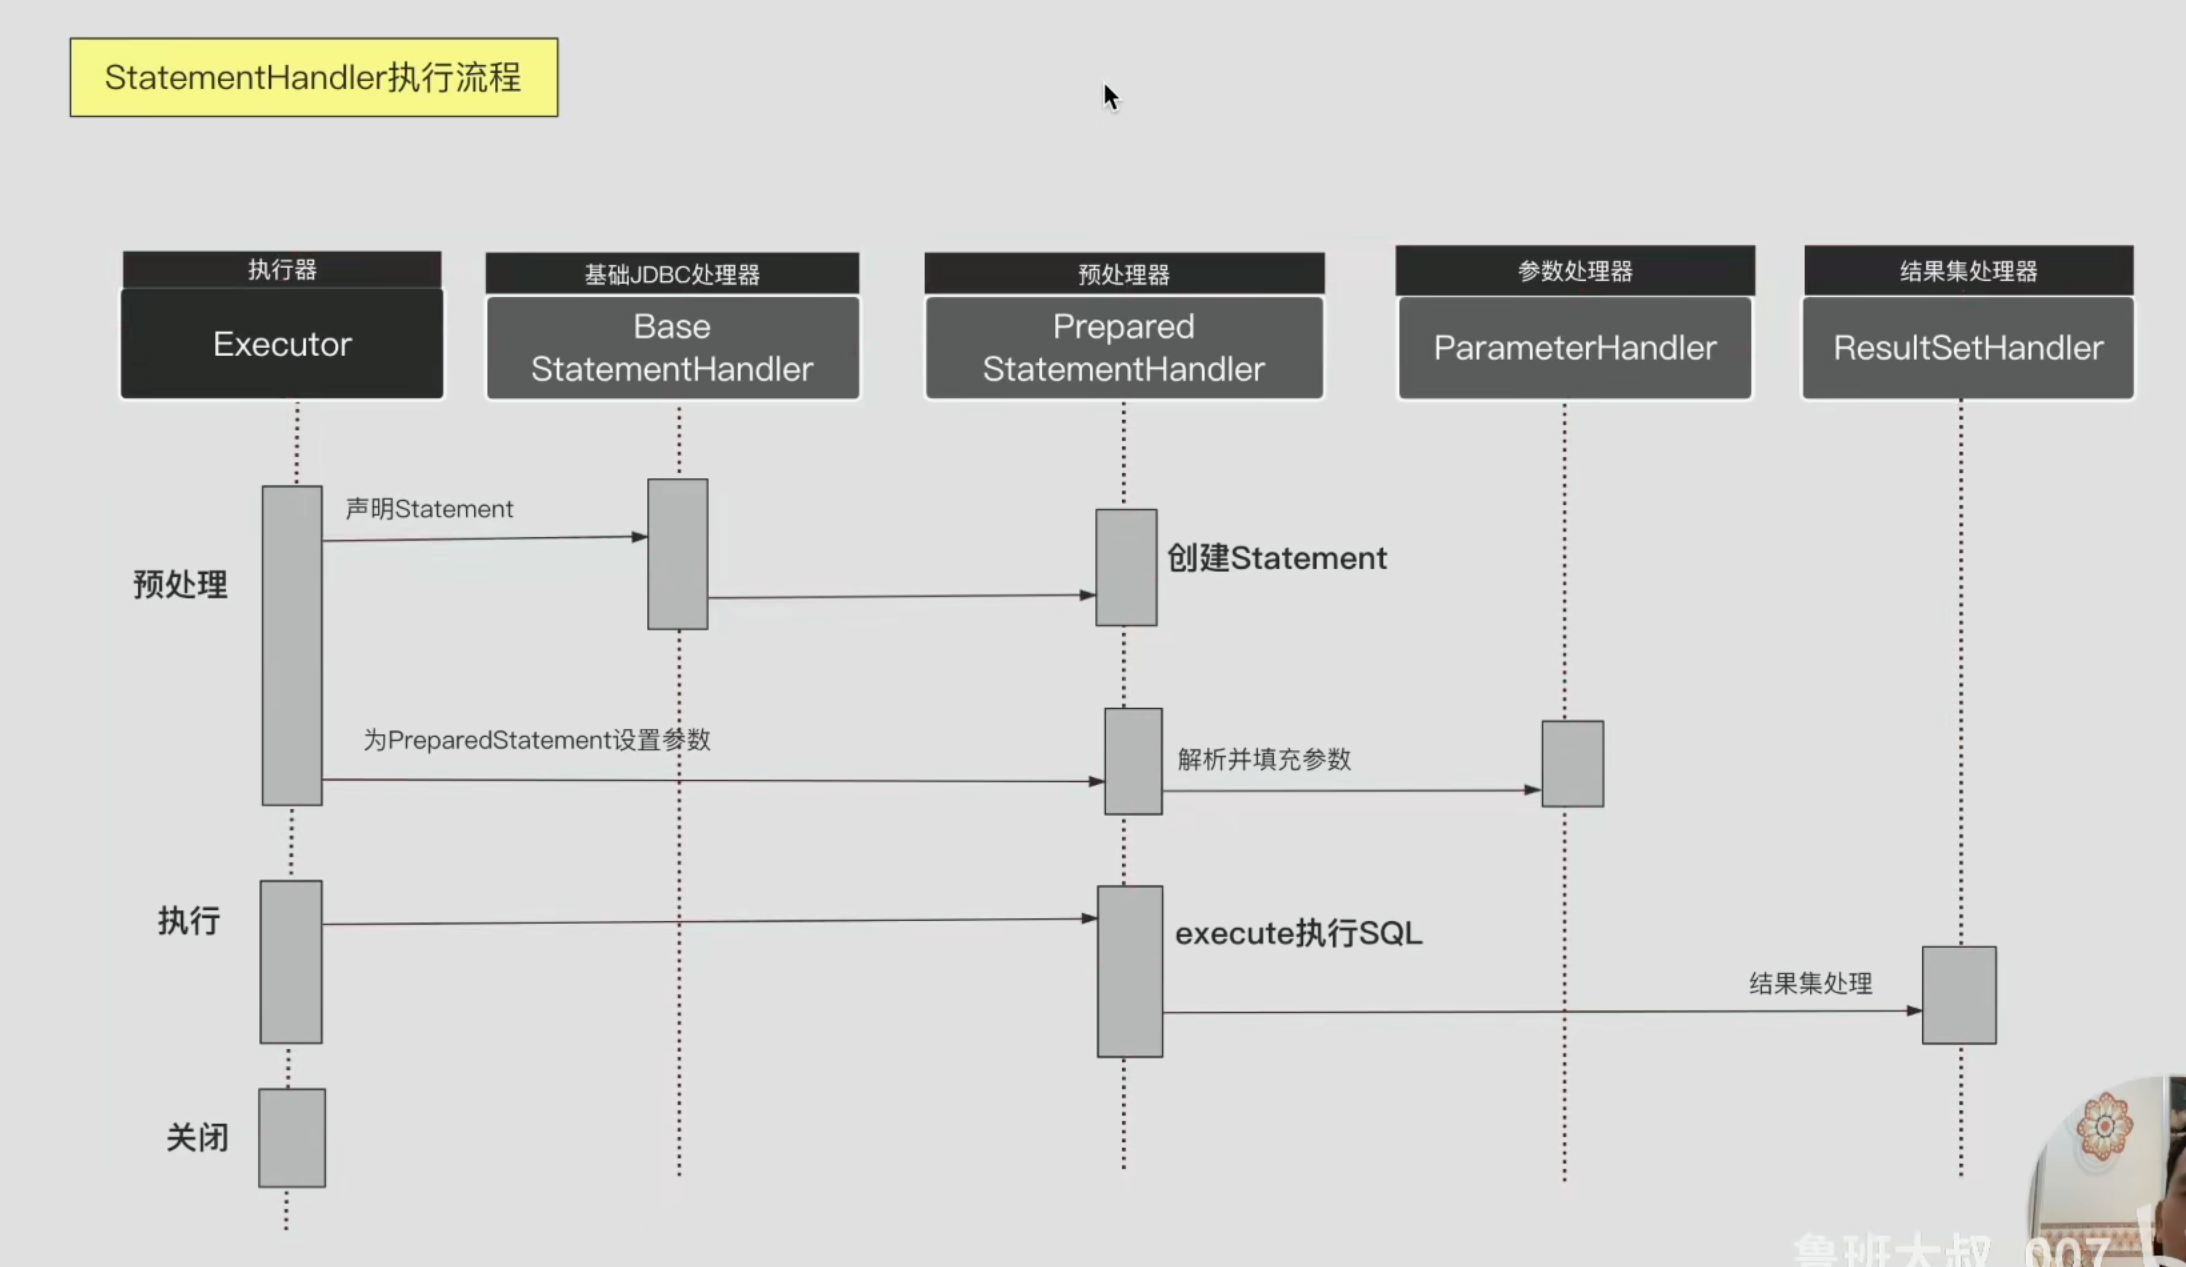 StatementHandler执行流程
执行器
基础JDBC处理器
预处理器
参数处理器
结果集处理器
Executor
Base
StatementHandler
Prepared
StatementHandler
ParameterHandler
ResultSetHandler
声明Statement
创建Statement
预处理
为PreparedStatement设置参数
解析并填充参数
执行
execute执行SQL
结果集处理
关闭
鲁班大叔_007